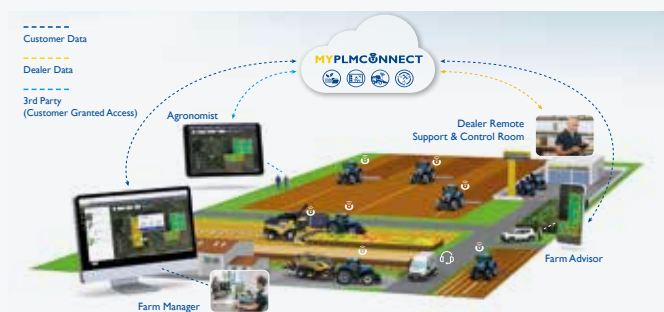 Customer Data
Dealer Data
3rd Party
(Customer Granted Access)
MYPLMCONNECT
Agronomist
Dealer Remote
Support & Control Room
Farm Advisor
Farm Manager